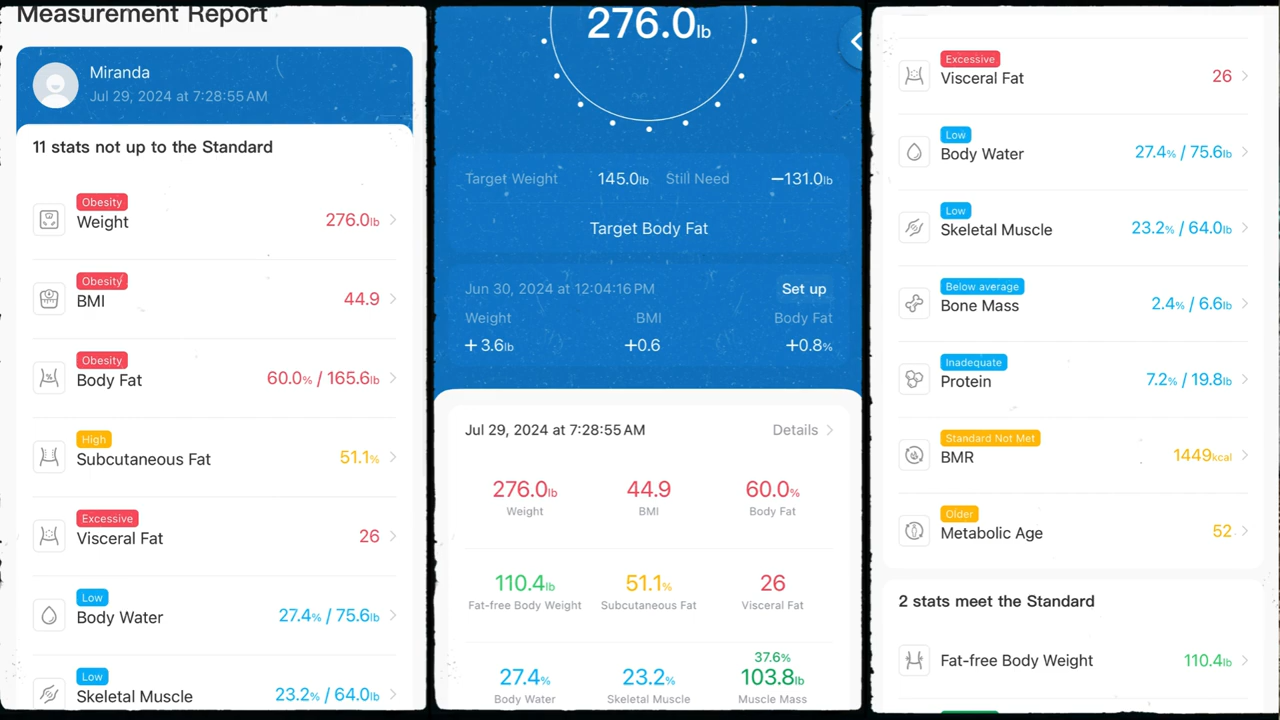 Measurement Report
Miranda
Jul 29, 2024 at 7:28:55 AM
11 stats not up to the Standard
Obesity
Weight 276.0lb
Obesity
BMI 44.9
Obesity
Body Fat 60.0% / 165.6lb
High
Subcutaneous Fat 51.1%
Excessive
Visceral Fat 26
Low
Body Water 27.4% / 75.6lb
Low
Skeletal Muscle 23.2% / 64.0lb
276.0lb
Target Weight 145.0lb Still Need −131.0lb
Target Body Fat
Jun 30, 2024 at 12:04:16 PM Set up
Weight BMI Body Fat
+ 3.6lb +0.6 +0.8%
Jul 29, 2024 at 7:28:55 AM Details
276.0lb 44.9 60.0%
Weight BMI Body Fat
110.4lb 51.1% 26
Fat-free Body Weight Subcutaneous Fat Visceral Fat
37.6%
27.4% 23.2% 103.8lb
Body Water Skeletal Muscle Muscle Mass
Excessive
Visceral Fat 26
Low
Body Water 27.4% / 75.6lb
Low
Skeletal Muscle 23.2% / 64.0lb
Below average
Bone Mass 2.4% / 6.6lb
Inadequate
Protein 7.2% / 19.8lb
Standard Not Met
BMR 1449kcal
Older
Metabolic Age 52
2 stats meet the Standard
Fat-free Body Weight 110.4lb